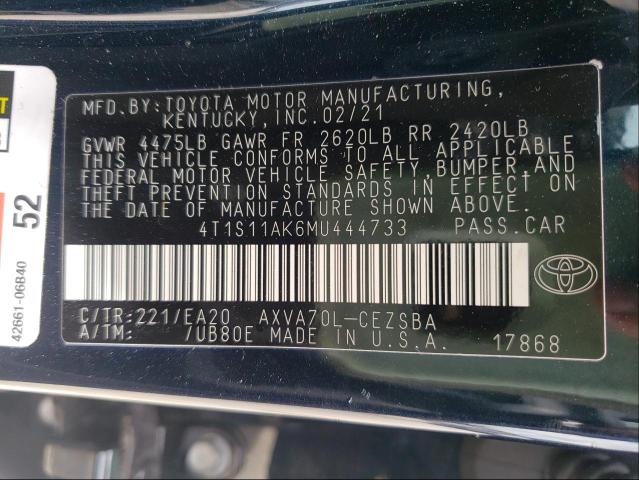 MFD. BY: TOYOTA MOTOR MANUFACTURING,
KENTUCKY, INC. 02/21
GVWR 4475LB GAWR FR 2620LB RR 2420LB
THIS VEHICLE CONFORMS TO ALL APPLICABLE
FEDERAL MOTOR VEHICLE SAFETY, BUMPER, AND
THEFT PREVENTION STANDARDS IN EFFECT ON
THE DATE OF MANUFACTURE SHOWN ABOVE.
4T1S11AK6MU444733 PASS.CAR
C/TR: 221/EA20 AXVA70L-CEZSBA
A/TM: /UB80E MADE IN U.S.A. 17868
52
42661-06B40